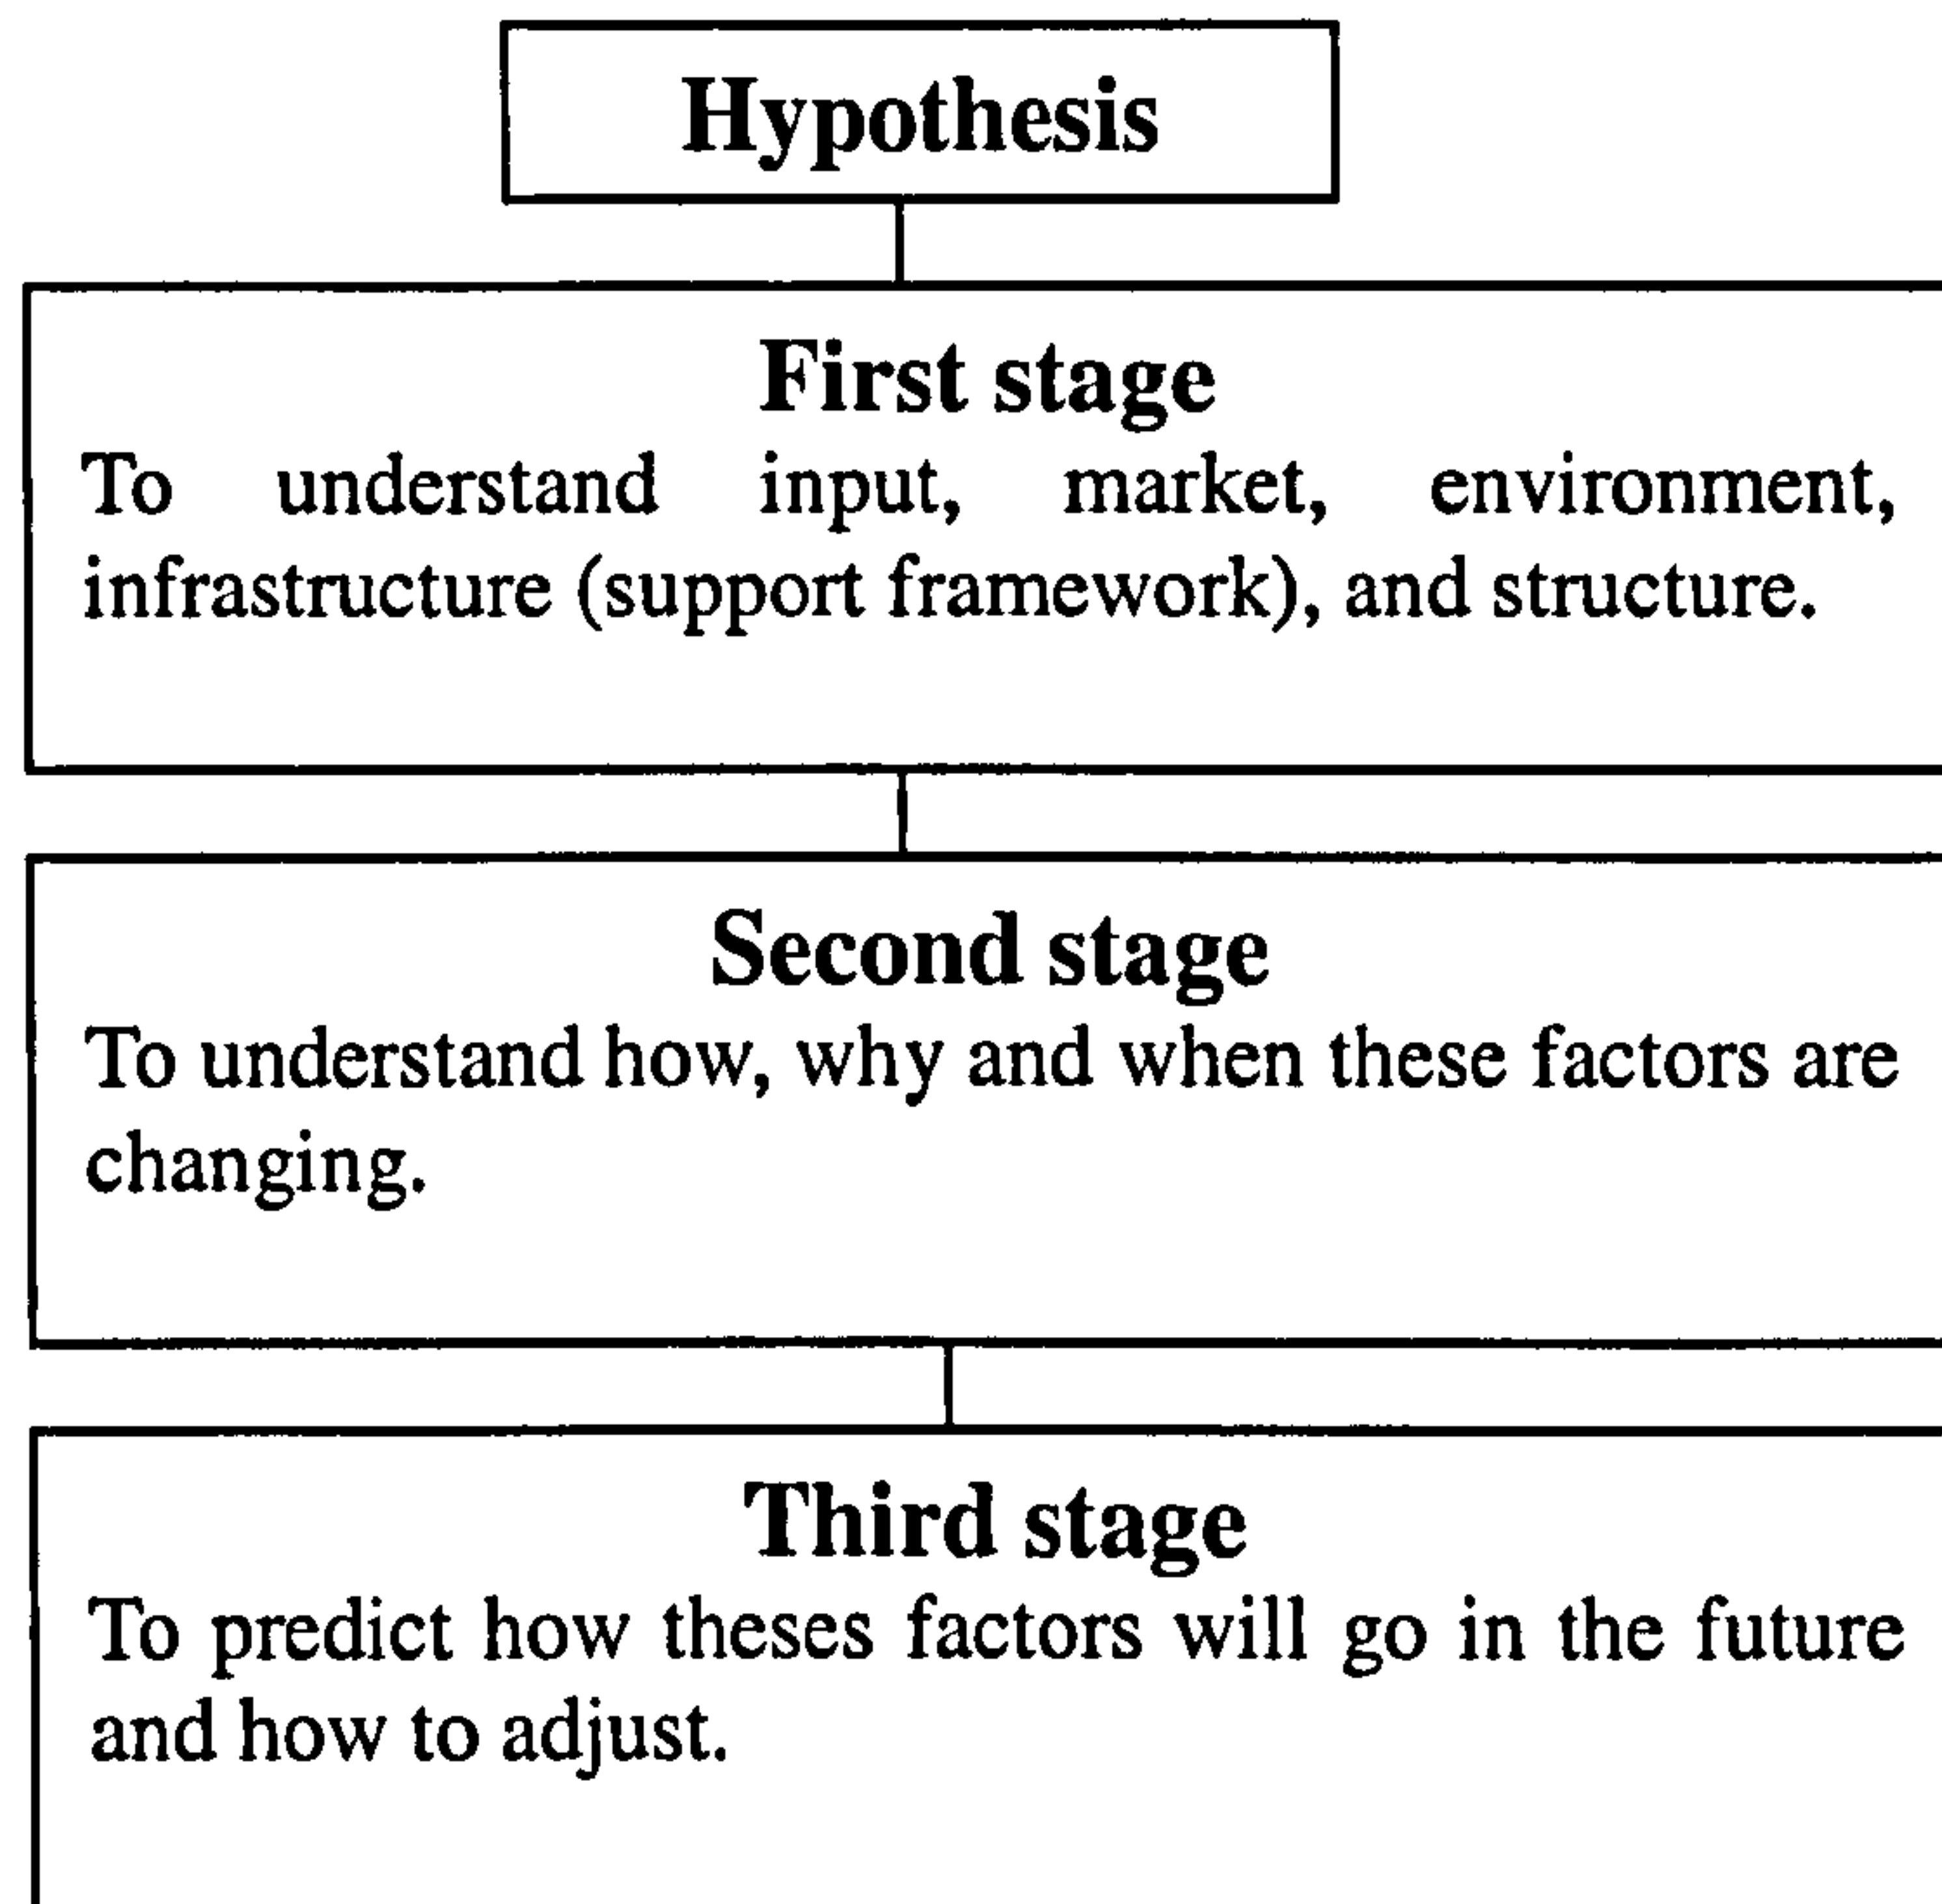 Hypothesis
First stage
To understand input, market, environment,
infrastructure (support framework), and structure.
Second stage
To understand how, why and when these factors are
changing.
Third stage
To predict how theses factors will go in the future
and how to adjust.